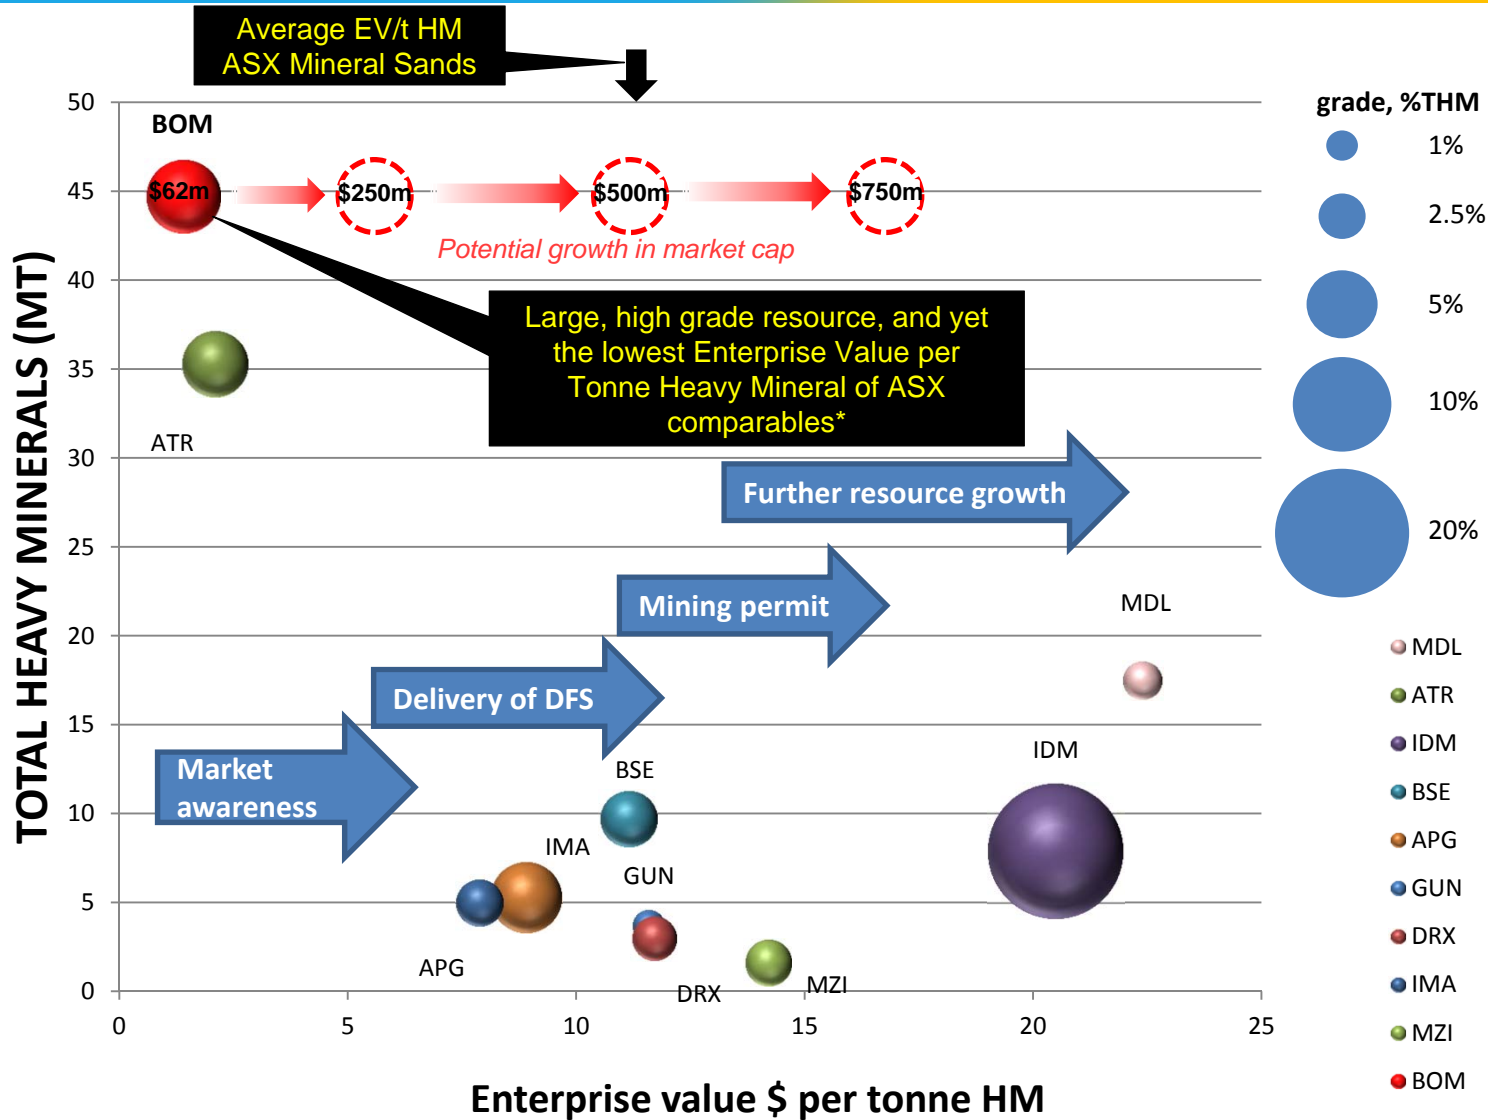 Average EV/t HM
ASX Mineral Sands
50
45
40
35
30
25
20
15
10
5
0
TOTAL HEAVY MINERALS (MT)
BOM
$62m
$250m
$500m
$750m
Potential growth in market cap
Large, high grade resource, and yet
the lowest Enterprise Value per
Tonne Heavy Mineral of ASX
comparables*
ATR
Further resource growth
Mining permit
Delivery of DFS
Market
awareness
MDL
IDM
BSE
IMA
GUN
APG
DRX
MZI
0
5
10
15
20
25
Enterprise value $ per tonne HM
grade, %THM
1%
2.5%
5%
10%
20%
MDL
ATR
IDM
BSE
APG
GUN
DRX
IMA
MZI
BOM